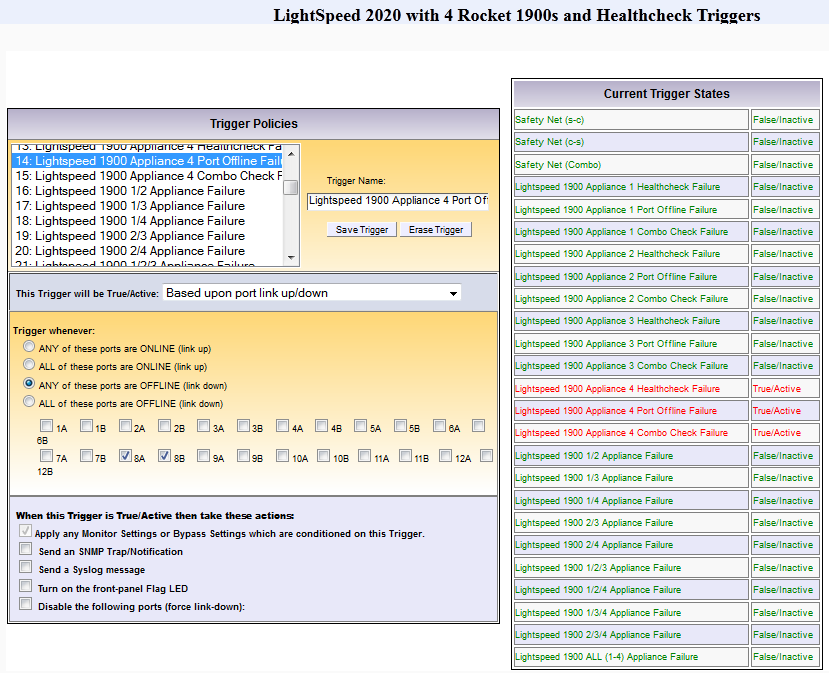 LightSpeed 2020 with 4 Rocket 1900s and Healthcheck Triggers
Trigger Policies
13: Lightspeed 1900 Appliance 4 Healthcheck Fa
14: Lightspeed 1900 Appliance 4 Port Offline Fail
15: Lightspeed 1900 Appliance 4 Combo Check F
16: Lightspeed 1900 1/2 Appliance Failure
17: Lightspeed 1900 1/3 Appliance Failure
18: Lightspeed 1900 1/4 Appliance Failure
19: Lightspeed 1900 2/3 Appliance Failure
20: Lightspeed 1900 2/4 Appliance Failure
21: Lightspeed 1900 1/2/3 Appliance Failure
Trigger Name:
Lightspeed 1900 Appliance 4 Port Of
Save Trigger Erase Trigger
This Trigger will be True/Active: Based upon port link up/down
Trigger whenever:
ANY of these ports are ONLINE (link up)
ALL of these ports are ONLINE (link up)
ANY of these ports are OFFLINE (link down)
ALL of these ports are OFFLINE (link down)
1A 1B 2A 2B 3A 3B 4A 4B 5A 5B 6A
6B
7A 7B 8A 8B 9A 9B 10A 10B 11A 11B 12A
12B
When this Trigger is True/Active then take these actions:
Apply any Monitor Settings or Bypass Settings which are conditioned on this Trigger.
Send an SNMP Trap/Notification
Send a Syslog message
Turn on the front-panel Flag LED
Disable the following ports (force link-down):
Current Trigger States
Safety Net (s-c) False/Inactive
Safety Net (c-s) False/Inactive
Safety Net (Combo) False/Inactive
Lightspeed 1900 Appliance 1 Healthcheck Failure False/Inactive
Lightspeed 1900 Appliance 1 Port Offline Failure False/Inactive
Lightspeed 1900 Appliance 1 Combo Check Failure False/Inactive
Lightspeed 1900 Appliance 2 Healthcheck Failure False/Inactive
Lightspeed 1900 Appliance 2 Port Offline Failure False/Inactive
Lightspeed 1900 Appliance 2 Combo Check Failure False/Inactive
Lightspeed 1900 Appliance 3 Healthcheck Failure False/Inactive
Lightspeed 1900 Appliance 3 Port Offline Failure False/Inactive
Lightspeed 1900 Appliance 3 Combo Check Failure False/Inactive
Lightspeed 1900 Appliance 4 Healthcheck Failure True/Active
Lightspeed 1900 Appliance 4 Port Offline Failure True/Active
Lightspeed 1900 Appliance 4 Combo Check Failure True/Active
Lightspeed 1900 1/2 Appliance Failure False/Inactive
Lightspeed 1900 1/3 Appliance Failure False/Inactive
Lightspeed 1900 1/4 Appliance Failure False/Inactive
Lightspeed 1900 2/3 Appliance Failure False/Inactive
Lightspeed 1900 2/4 Appliance Failure False/Inactive
Lightspeed 1900 1/2/3 Appliance Failure False/Inactive
Lightspeed 1900 1/2/4 Appliance Failure False/Inactive
Lightspeed 1900 1/3/4 Appliance Failure False/Inactive
Lightspeed 1900 2/3/4 Appliance Failure False/Inactive
Lightspeed 1900 ALL (1-4) Appliance Failure False/Inactive